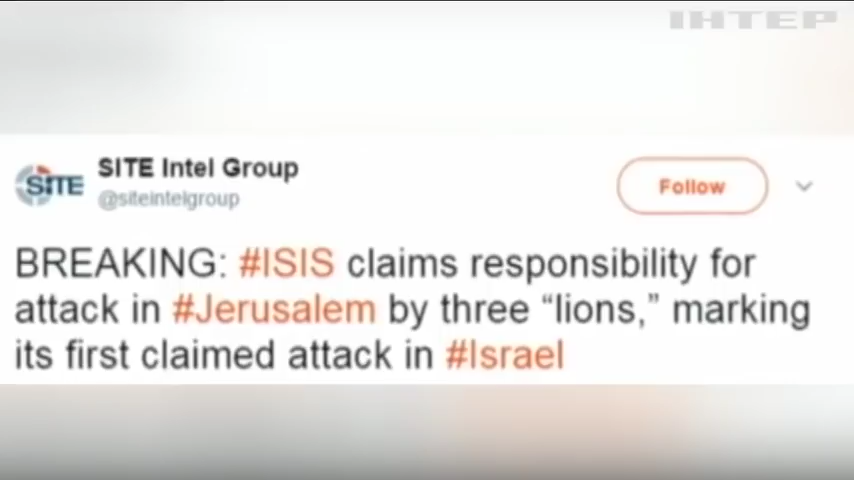 ІНТЕР
SITE
SITE Intel Group
@siteintelgroup
Follow
BREAKING: #ISIS claims responsibility for
attack in #Jerusalem by three “lions,” marking
its first claimed attack in #Israel